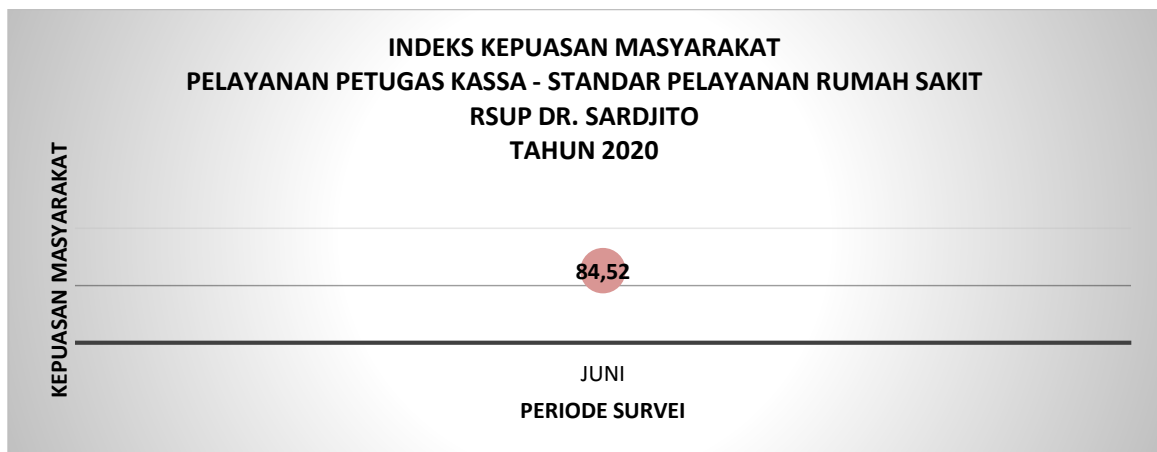 INDEKS KEPUASAN MASYARAKAT
PELAYANAN PETUGAS KASSA - STANDAR PELAYANAN RUMAH SAKIT
RSUP DR. SARDJITO
TAHUN 2020
KEPUASAN MASYARAKAT
84,52
JUNI
PERIODE SURVEI